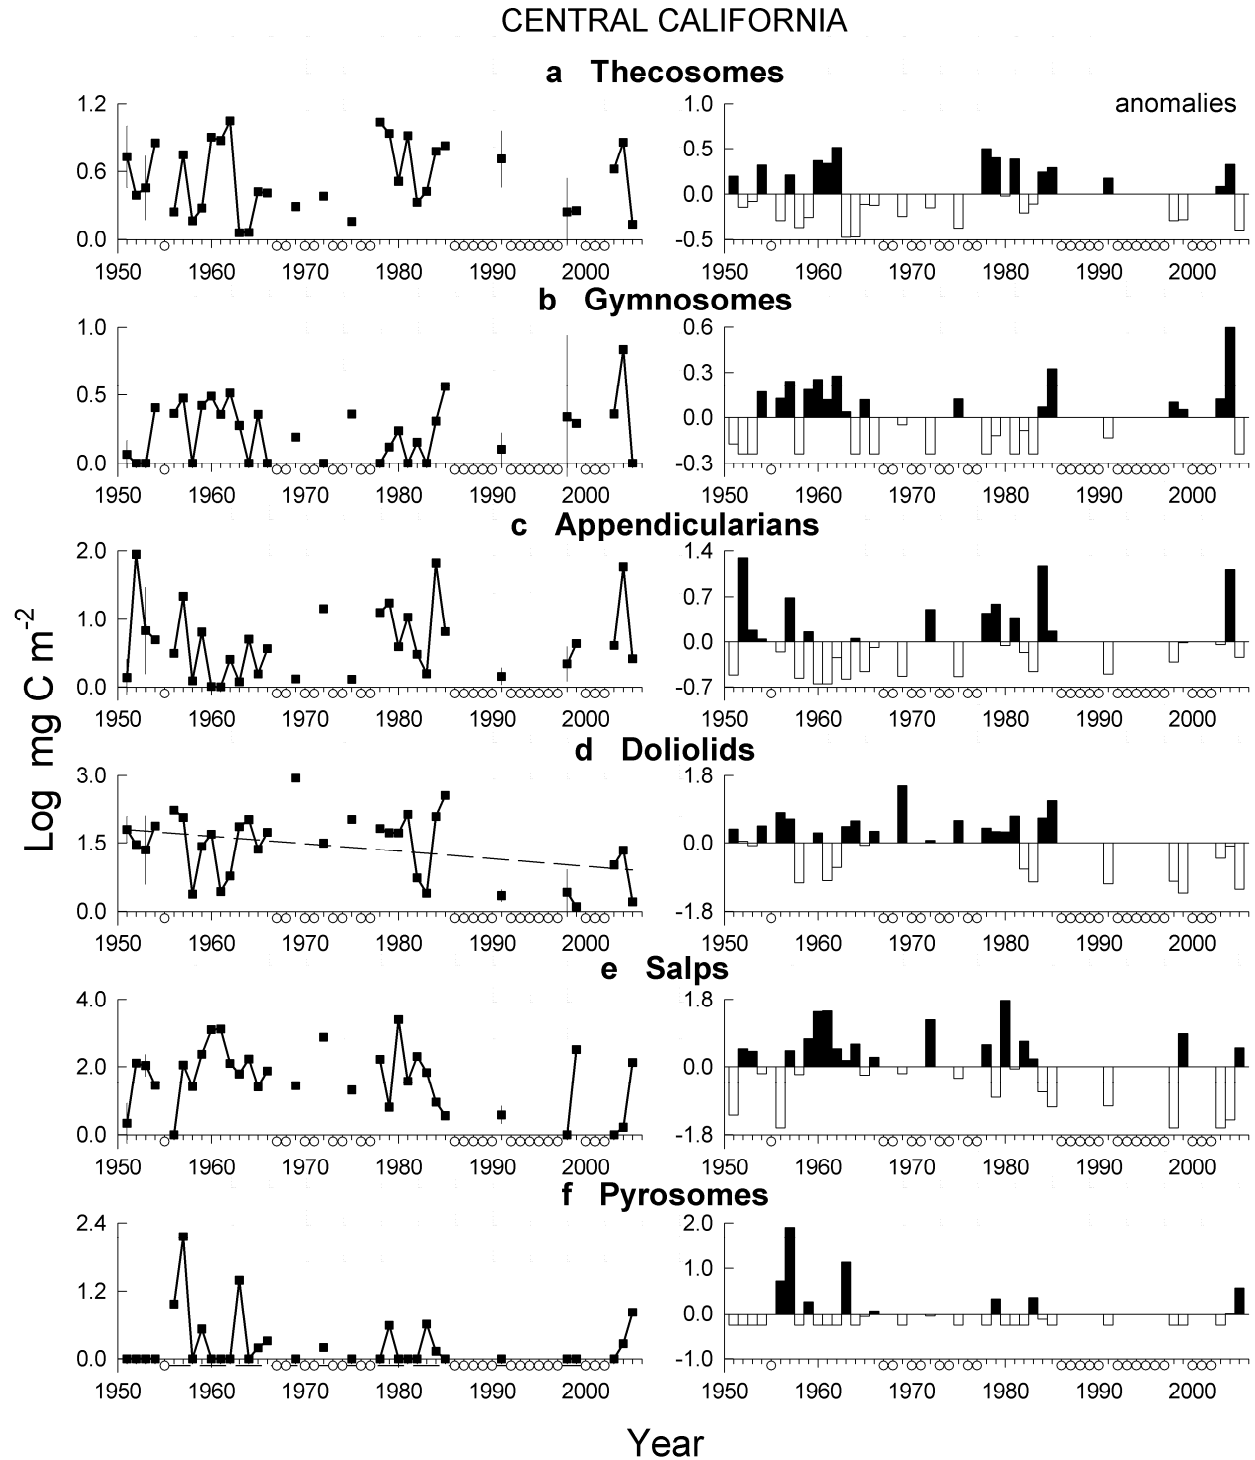 CENTRAL CALIFORNIA
a Thecosomes
anomalies
1.2
0.6
0.0
1950 1960 1970 1980 1990 2000
1.0
0.5
0.0
-0.5
1950 1960 1970 1980 1990 2000
b Gymnosomes
1.0
0.5
0.0
1950 1960 1970 1980 1990 2000
0.6
0.3
0.0
-0.3
1950 1960 1970 1980 1990 2000
c Appendicularians
2.0
1.0
0.0
1950 1960 1970 1980 1990 2000
1.4
0.7
0.0
-0.7
1950 1960 1970 1980 1990 2000
Log mg C m-2
d Doliolids
3.0
1.5
0.0
1950 1960 1970 1980 1990 2000
1.8
0.0
-1.8
1950 1960 1970 1980 1990 2000
e Salps
4.0
2.0
0.0
1950 1960 1970 1980 1990 2000
1.8
0.0
-1.8
1950 1960 1970 1980 1990 2000
f Pyrosomes
2.4
1.2
0.0
1950 1960 1970 1980 1990 2000
2.0
1.0
0.0
-1.0
1950 1960 1970 1980 1990 2000
Year